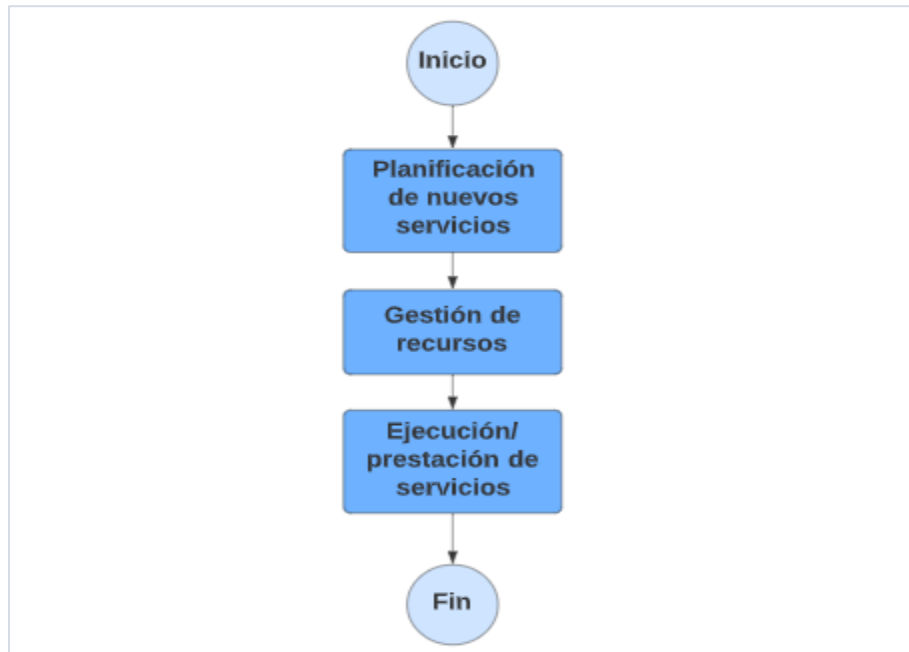 Inicio
Planificación
de nuevos
servicios
Gestión de
recursos
Ejecución/
prestación de
servicios
Fin